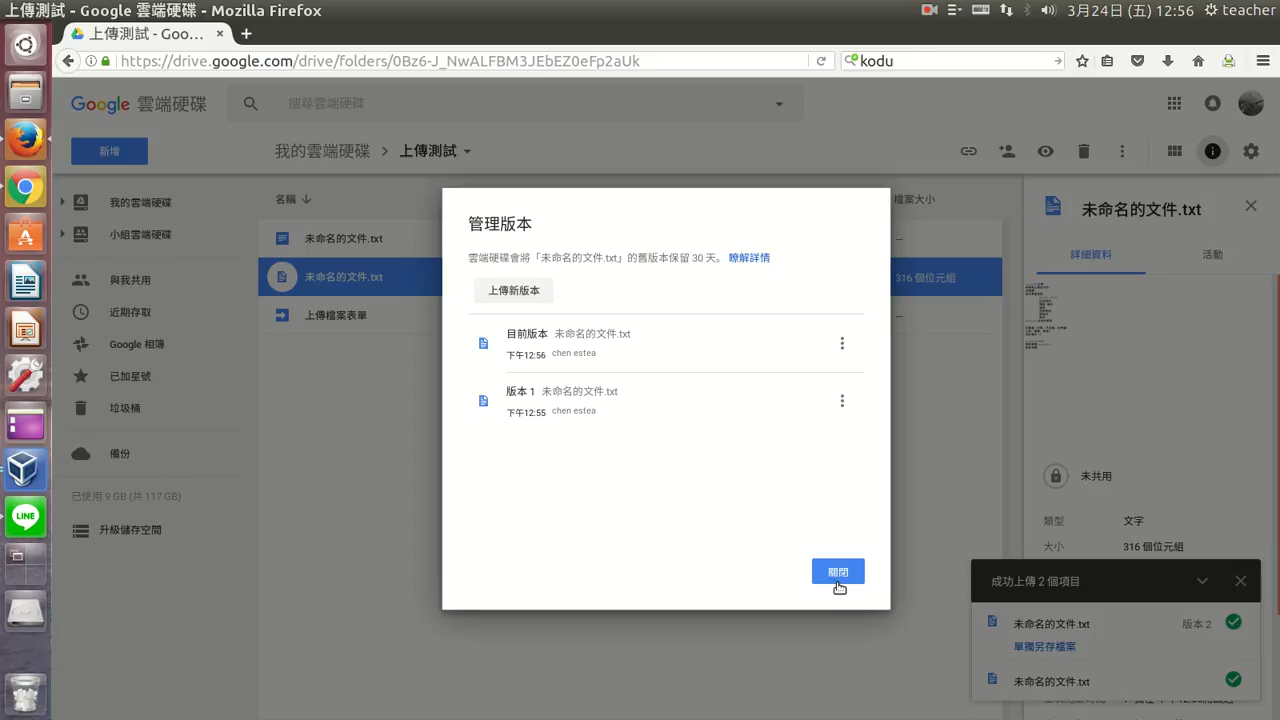 上傳測試 - Google 雲端硬碟 - Mozilla Firefox
3月24日 (五) 12:56
teacher
上傳測試 - Goo…
https://drive.google.com/drive/folders/0Bz6-J_NwALFBM3JEbEZ0eFp2aUk
kodu
Google 雲端硬碟
搜尋雲端硬碟
新增
我的雲端硬碟 > 上傳測試
我的雲端硬碟
小組雲端硬碟
與我共用
近期存取
Google 相簿
已加星號
垃圾桶
備份
已使用 9 GB (共 117 GB)
升級儲存空間
LINE
名稱
檔案大小
未命名的文件.txt
—
未命名的文件.txt
316 個位元組
上傳檔案表單
—
管理版本
雲端硬碟會將「未命名的文件.txt」的舊版本保留 30 天。 瞭解詳情
上傳新版本
目前版本 未命名的文件.txt
下午12:56 chen estea
版本 1 未命名的文件.txt
下午12:55 chen estea
關閉
未命名的文件.txt
詳細資料
活動
未共用
類型
文字
大小
316 個位元組
成功上傳 2 個項目
未命名的文件.txt
版本 2
單獨另存檔案
未命名的文件.txt